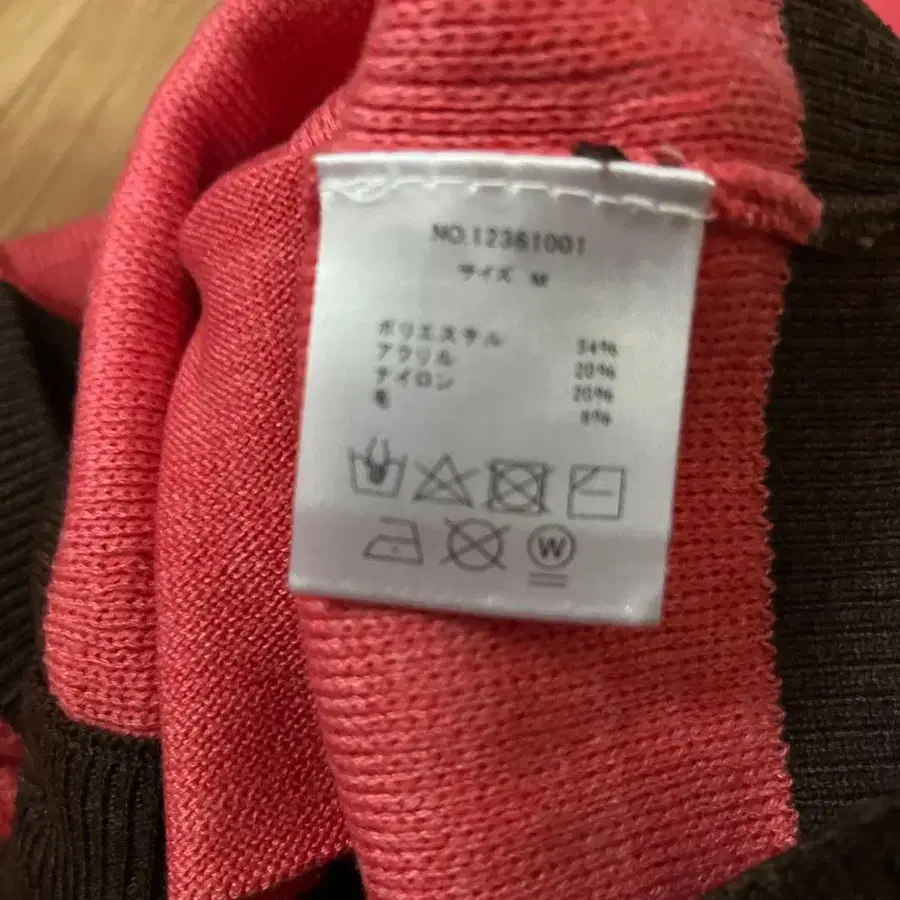 NO.12361001
サイズ M
ポリエステル 54%
アクリル 20%
ナイロン 20%
毛 6%
W